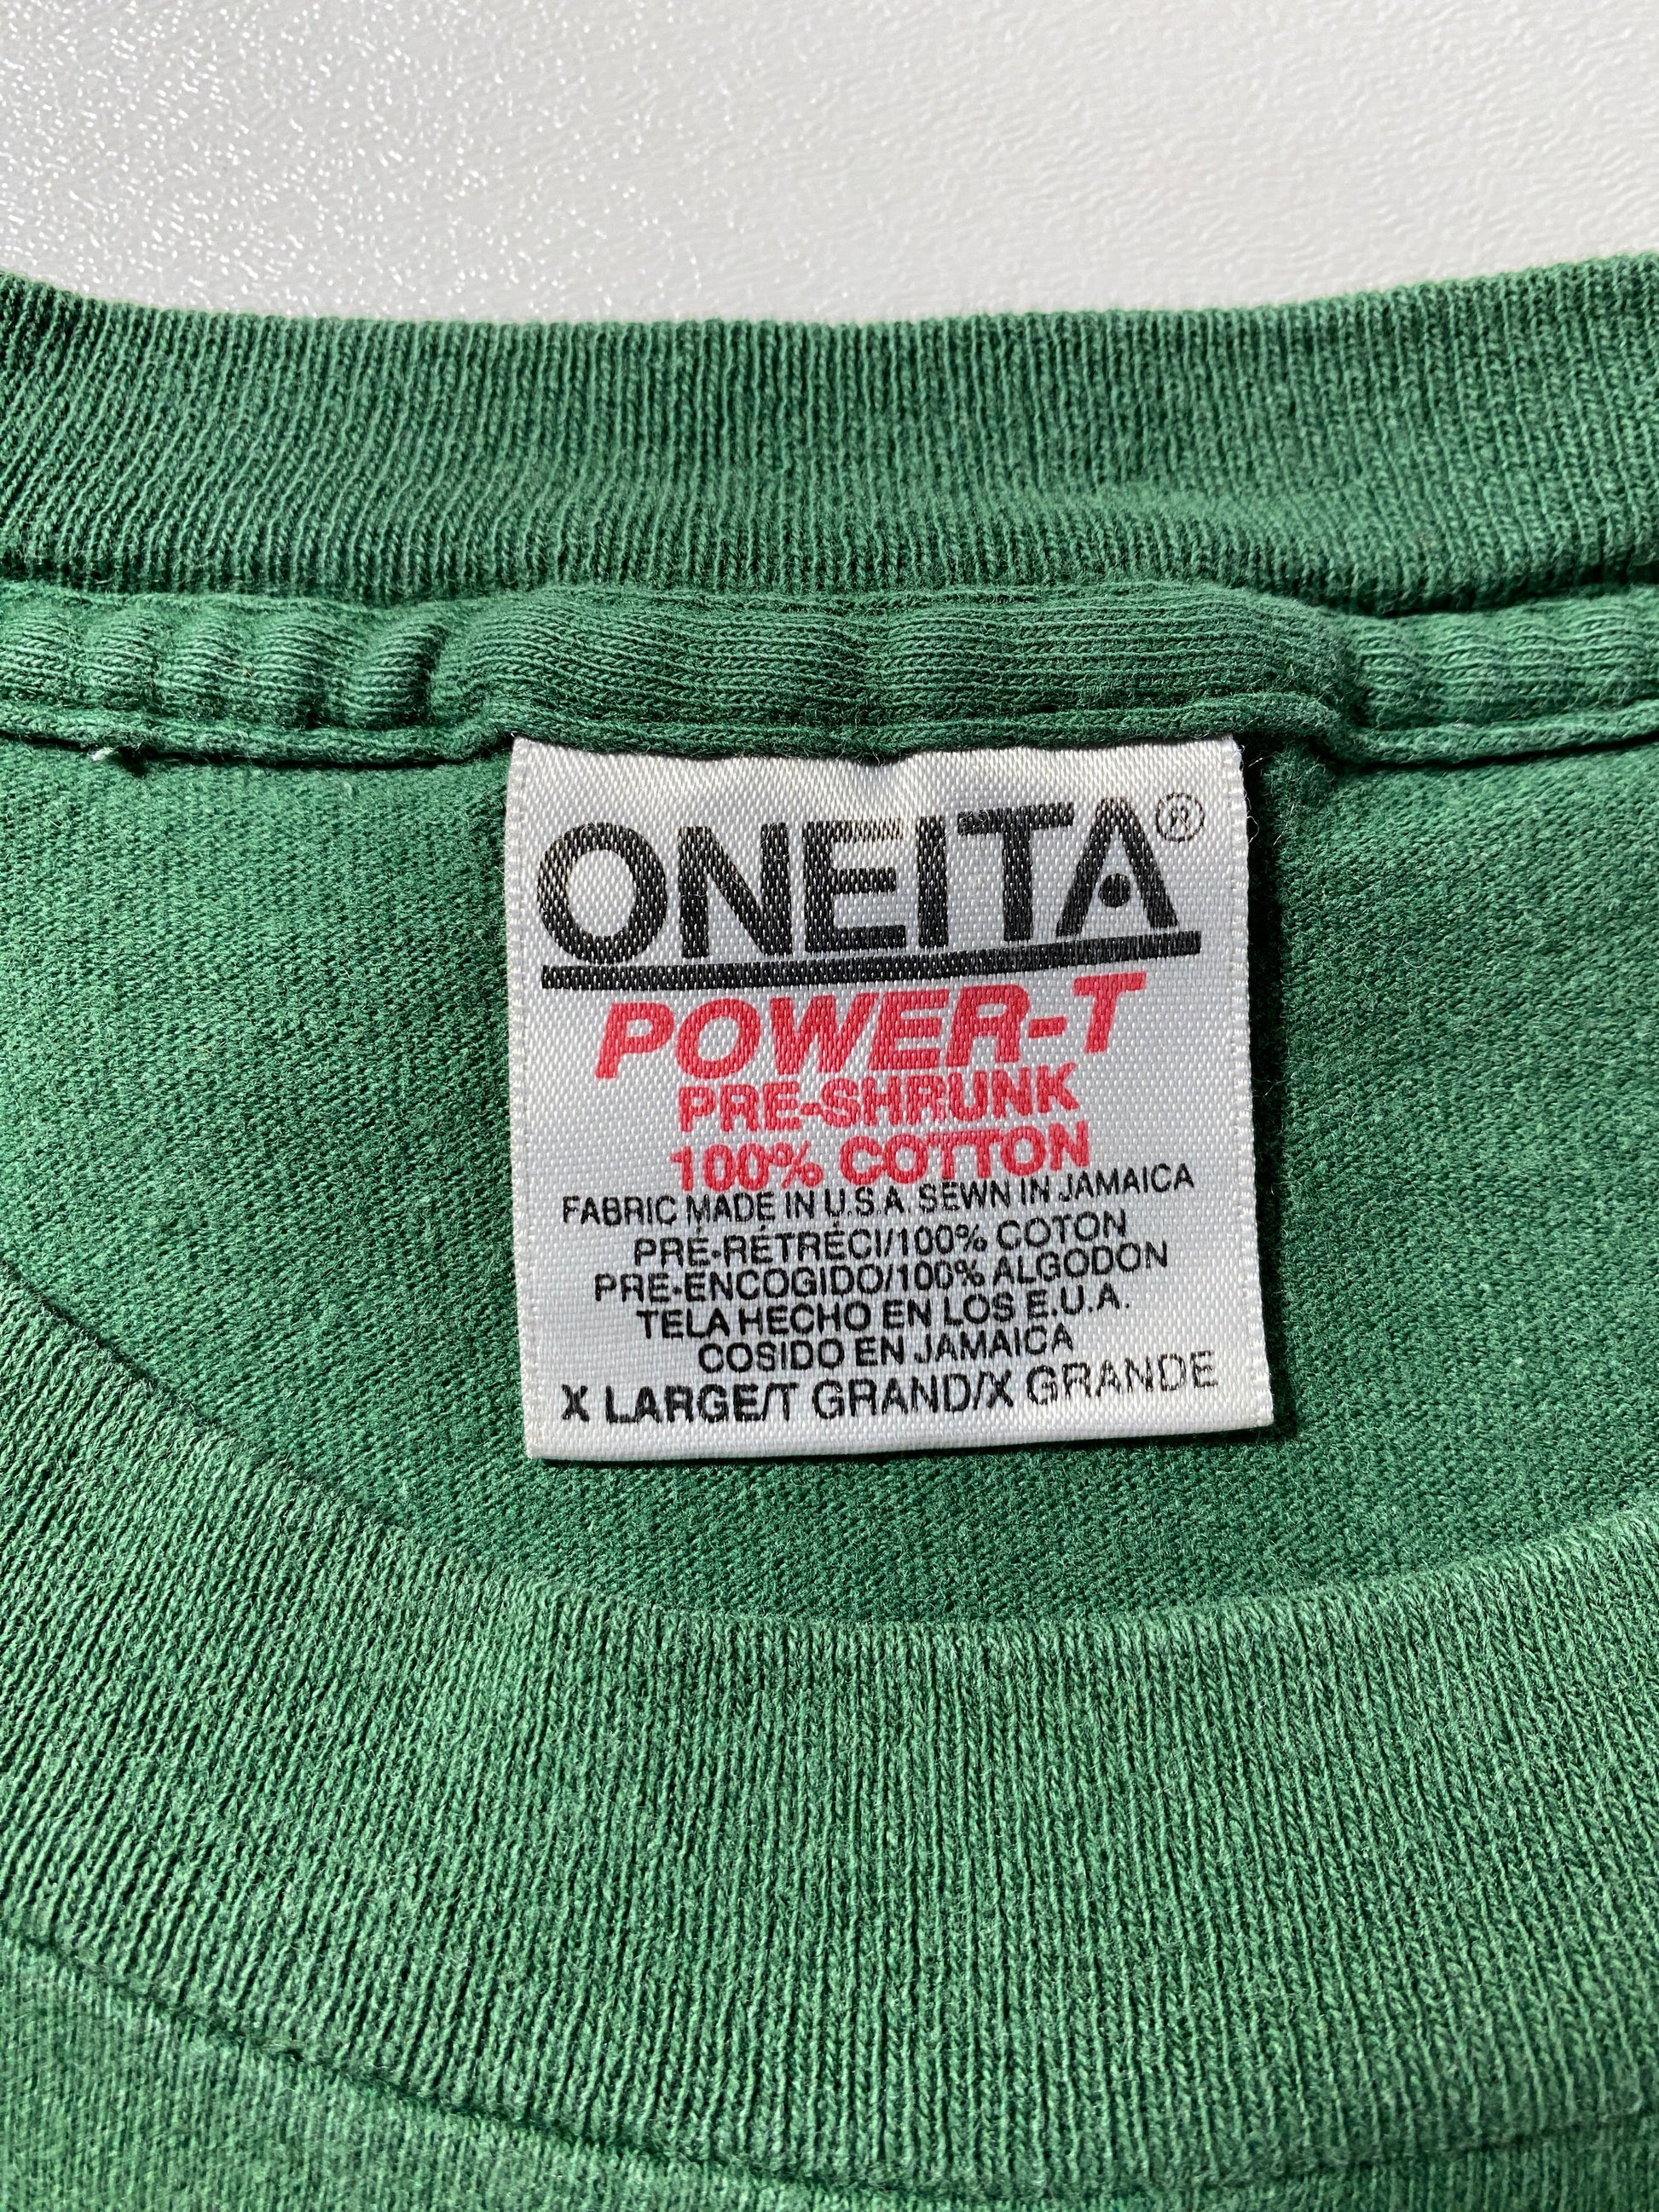 ONEITA®
POWER-T
PRE-SHRUNK
100% COTTON
FABRIC MADE IN U.S.A. SEWN IN JAMAICA
PRÉ-RÉTRÉCI/100% COTON
PRE-ENCOGIDO/100% ALGODON
TELA HECHO EN LOS E.U.A.
COSIDO EN JAMAICA
X LARGE/T GRAND/X GRANDE